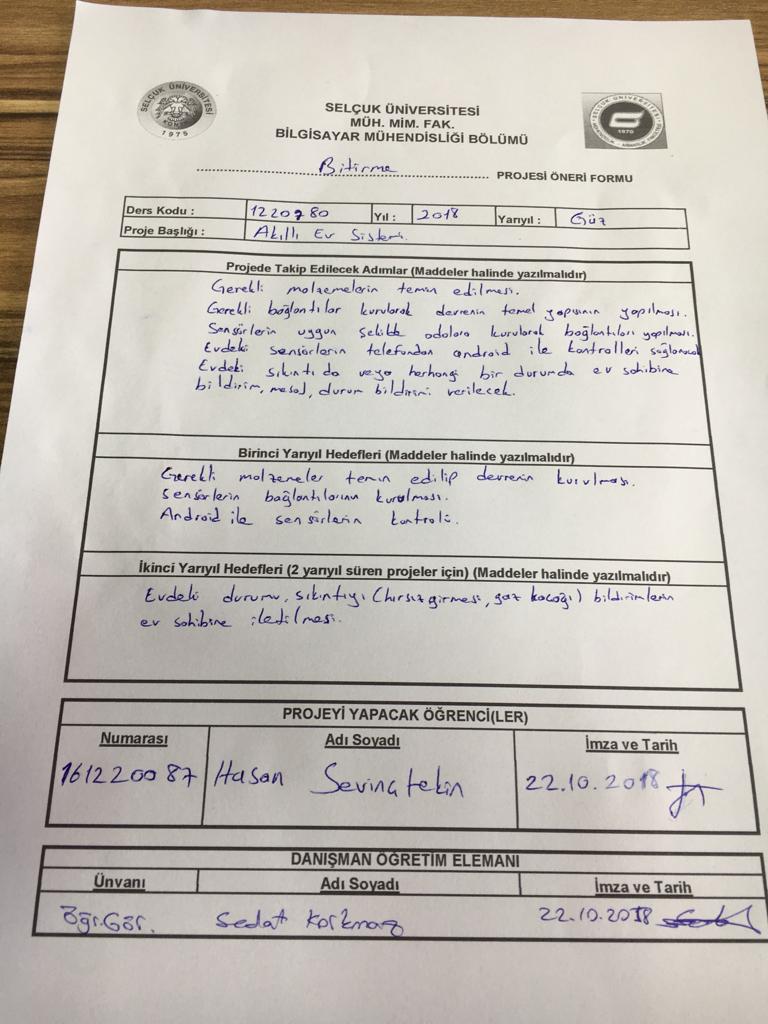 SELÇUK ÜNİVERSİTESİ
KONYA
1975
SELÇUK ÜNİVERSİTESİ
1970
SELÇUK ÜNİVERSİTESİ
MÜH. MİM. FAK.
BİLGİSAYAR MÜHENDİSLİĞİ BÖLÜMÜ
Bitirme PROJESİ ÖNERİ FORMU
Ders Kodu : 1220780 Yıl : 2018 Yarıyıl : Güz
Proje Başlığı : Akıllı Ev Sistemi.
Projede Takip Edilecek Adımlar (Maddeler halinde yazılmalıdır)
Gerekli malzemelerin temin edilmesi.
Gerekli bağlantılar kurularak devrenin temel yapısının yapılması.
Sensörlerin uygun şekilde odalara kurularak bağlantıları yapılması.
Evdeki sensörlerin telefondan android ile kontrolleri sağlanacak
Evdeki sıkıntı da veya herhangi bir durumda ev sahibine
bildirim, mesaj, durum bildirimi verilecek.
Birinci Yarıyıl Hedefleri (Maddeler halinde yazılmalıdır)
Gerekli malzemeler temin edilip devrenin kurulması.
Sensörlerin bağlantılarının kurulması.
Android ile sensörlerin kontrolü.
İkinci Yarıyıl Hedefleri (2 yarıyıl süren projeler için) (Maddeler halinde yazılmalıdır)
Evdeki durumu, sıkıntıyı (hırsız girmesi, gaz kaçağı) bildirimlerin
ev sahibine iletilmesi.
PROJEYİ YAPACAK ÖĞRENCİ(LER)
Numarası Adı Soyadı İmza ve Tarih
161220087 Hasan Sevinçtekin 22.10.2018
DANIŞMAN ÖĞRETİM ELEMANI
Ünvanı Adı Soyadı İmza ve Tarih
Öğr.Gör. Sedat Korkmaz 22.10.2018